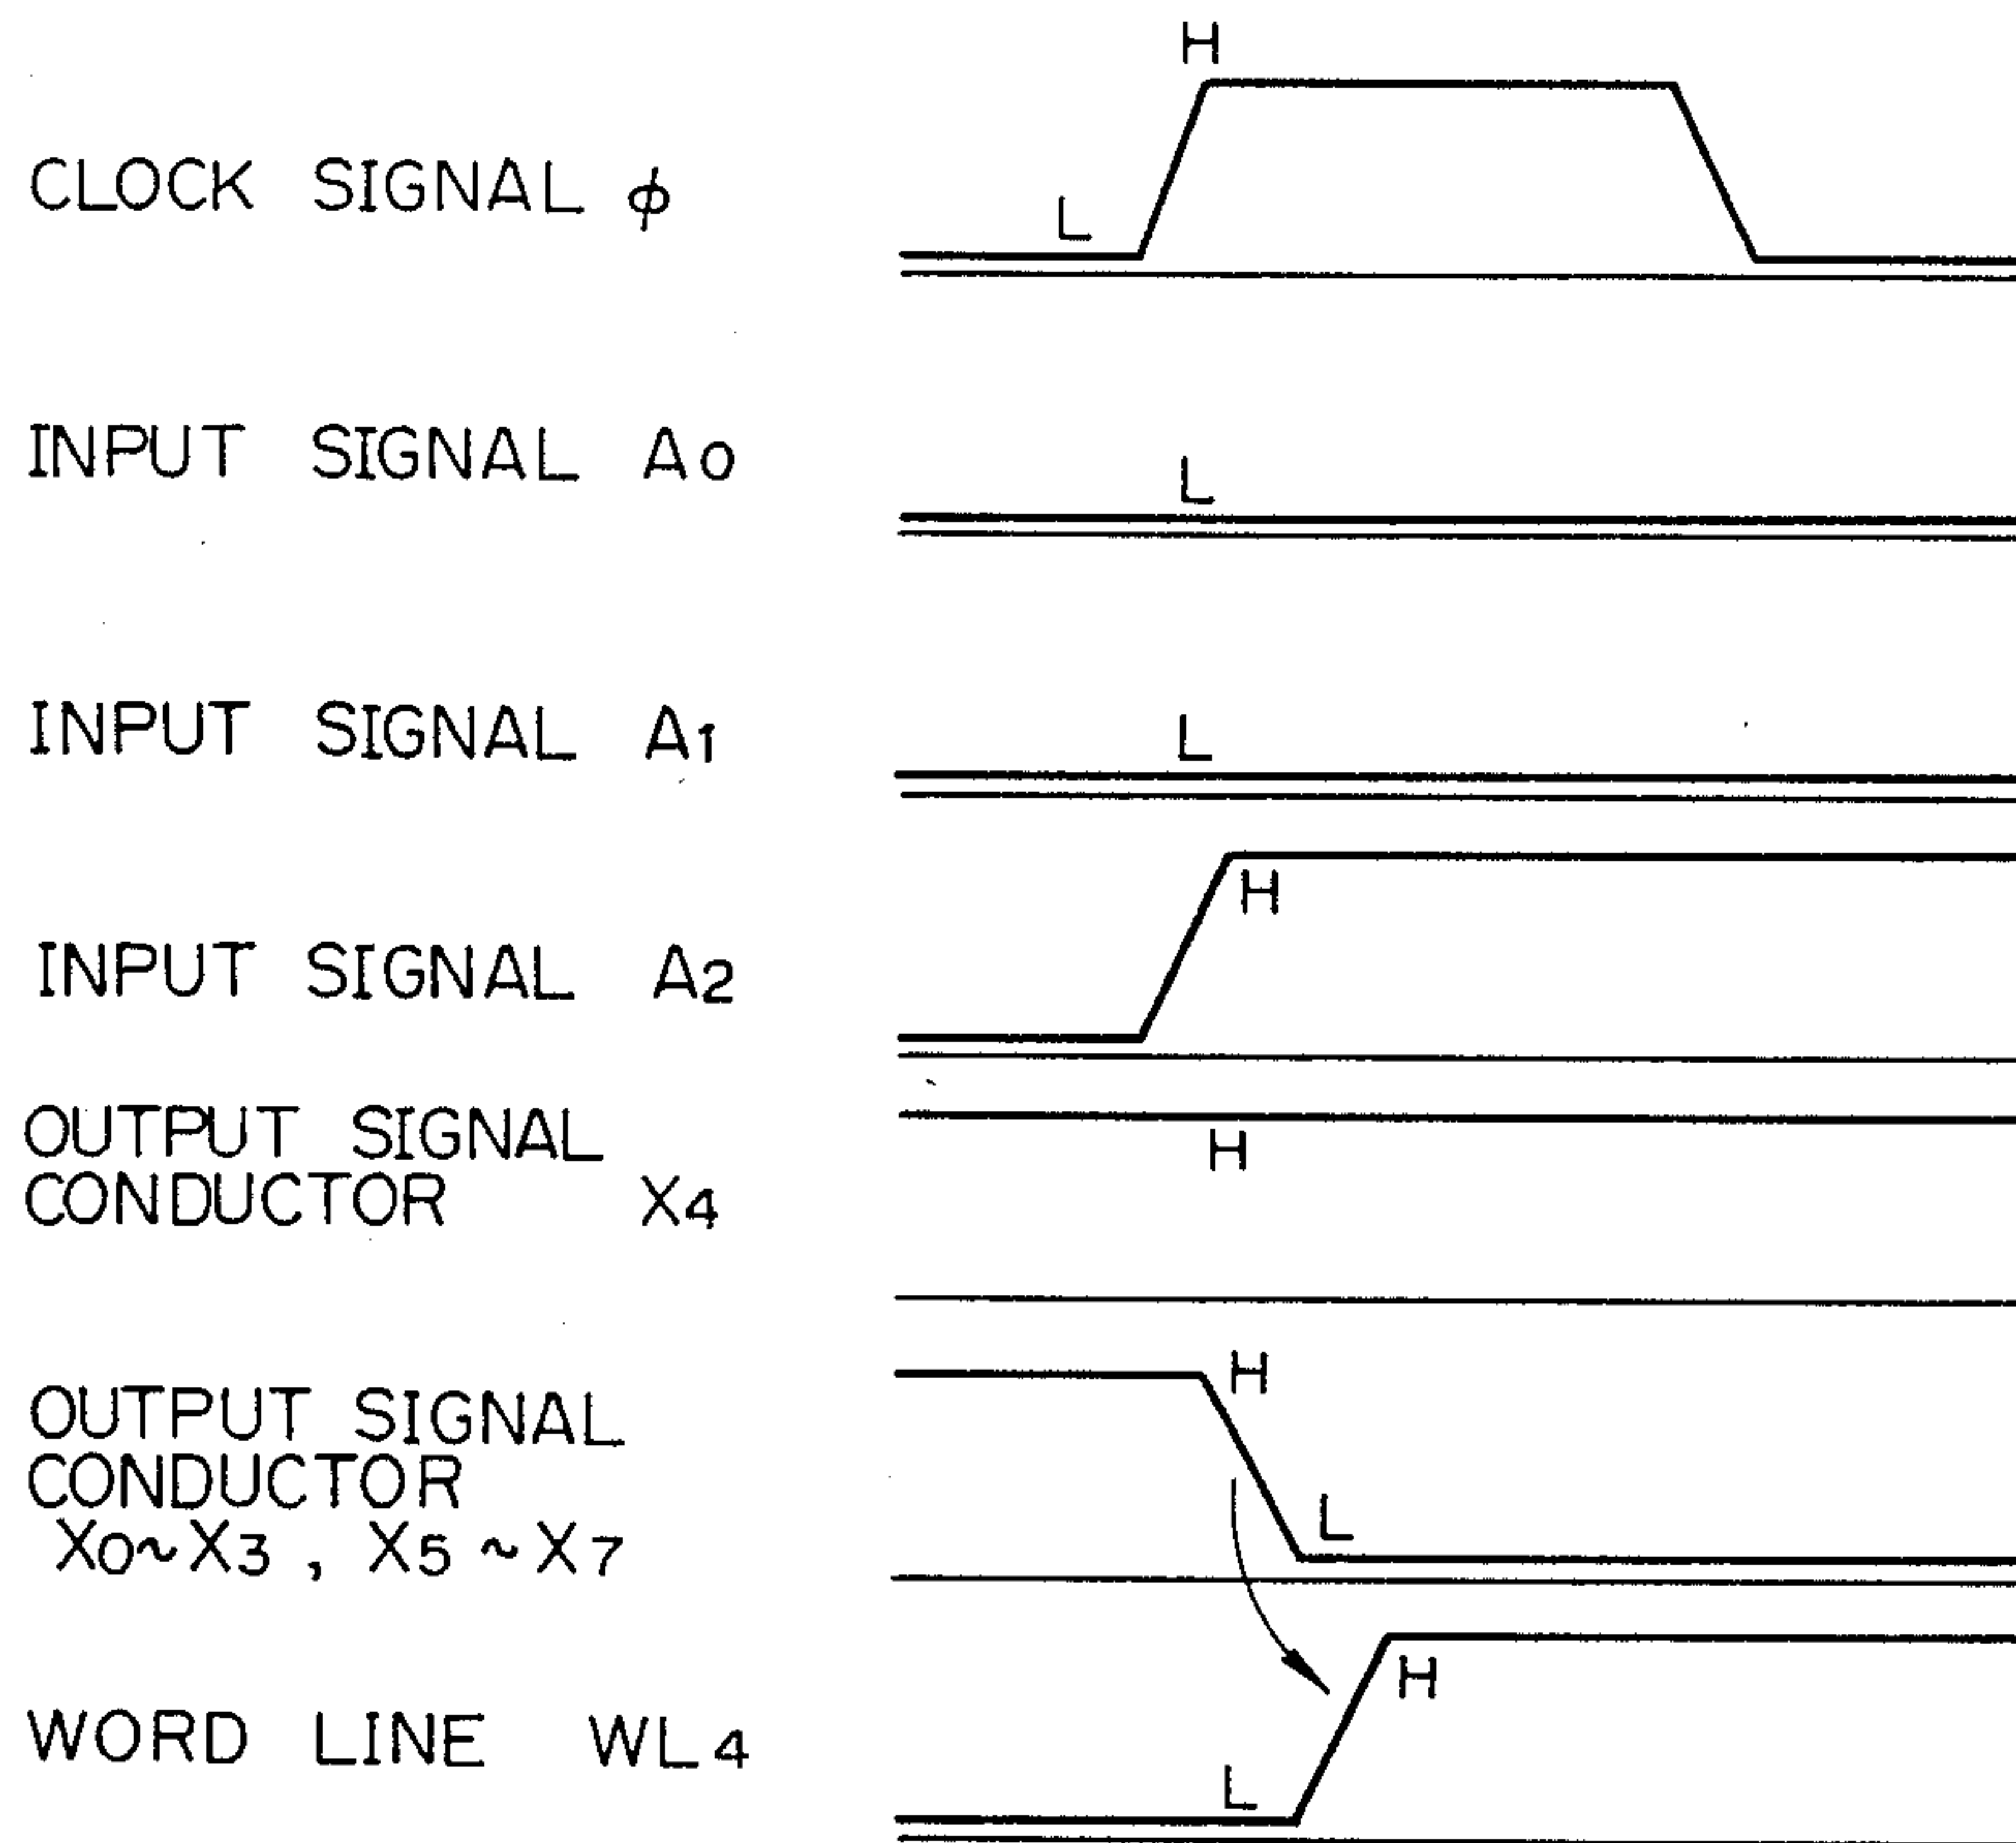 H
CLOCK SIGNAL ϕ
L
INPUT SIGNAL A0
L
INPUT SIGNAL A1
L
H
INPUT SIGNAL A2
OUTPUT SIGNAL
CONDUCTOR X4
H
OUTPUT SIGNAL
CONDUCTOR
X0~X3 , X5 ~X7
H
L
WORD LINE WL4
H
L